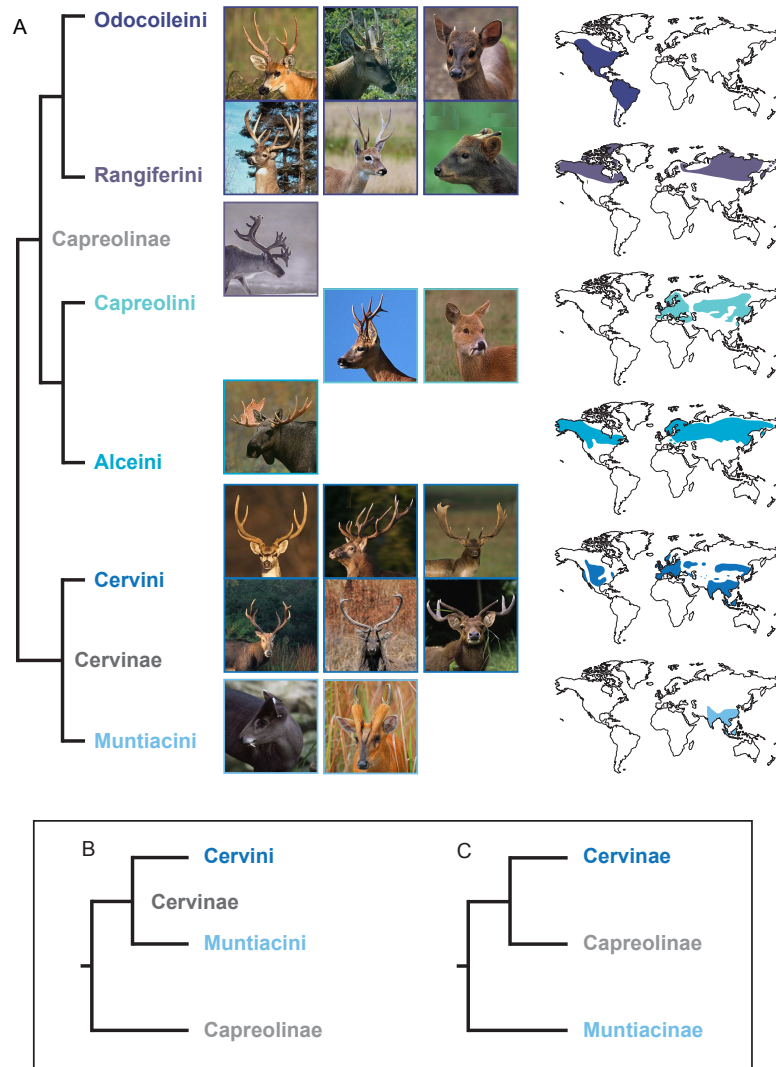 A
Odocoileini
Rangiferini
Capreolinae
Capreolini
Alceini
Cervini
Cervinae
Muntiacini
B
Cervini
Cervinae
Muntiacini
Capreolinae
C
Cervinae
Capreolinae
Muntiacinae